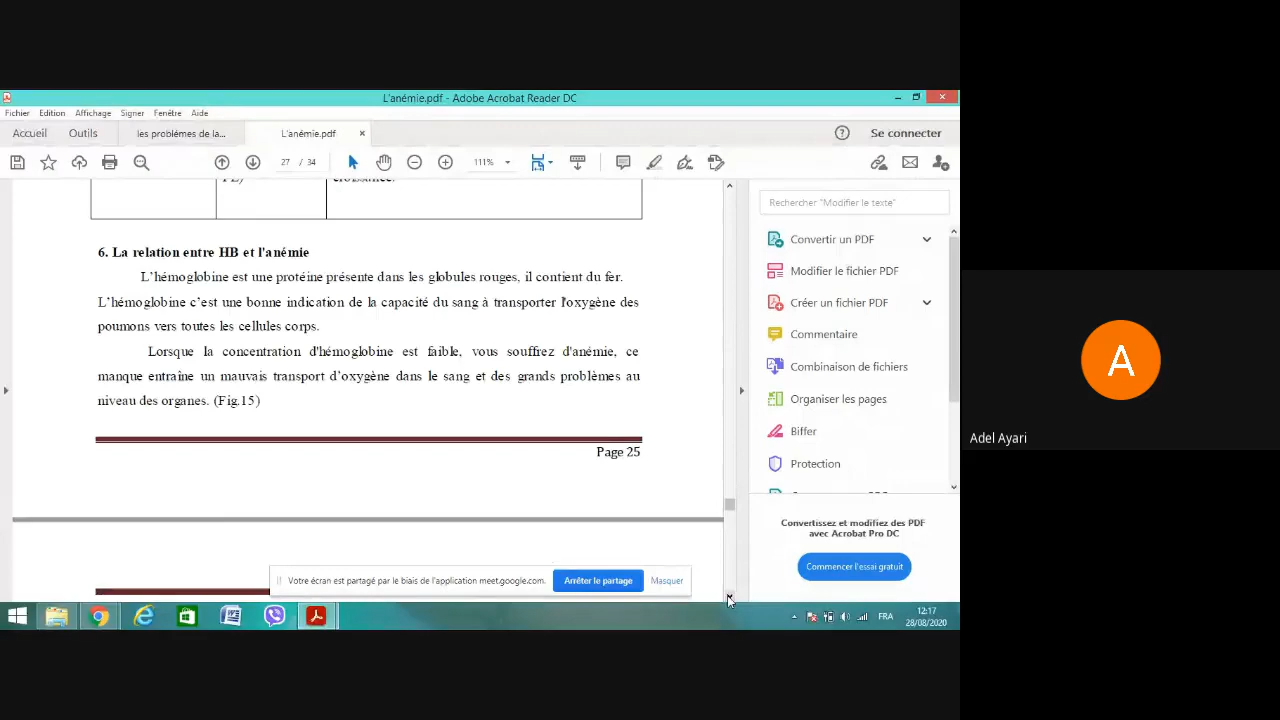 L'anémie.pdf - Adobe Acrobat Reader DC
Fichier Edition Affichage Signer Fenêtre Aide
Accueil Outils les problèmes de la... L'anémie.pdf × Se connecter
27 / 34 111%
croissance.
6. La relation entre HB et l'anémie
L'hémoglobine est une protéine présente dans les globules rouges, il contient du fer.
L'hémoglobine c'est une bonne indication de la capacité du sang à transporter l'oxygène des
poumons vers toutes les cellules corps.
Lorsque la concentration d'hémoglobine est faible, vous souffrez d'anémie, ce
manque entraîne un mauvais transport d'oxygène dans le sang et des grands problèmes au
niveau des organes. (Fig.15)
Page 25
Rechercher "Modifier le texte"
Convertir un PDF
Modifier le fichier PDF
Créer un fichier PDF
Commentaire
Combinaison de fichiers
Organiser les pages
Biffer
Protection
Convertissez et modifiez des PDF
avec Acrobat Pro DC
Commencer l'essai gratuit
Votre écran est partagé par le biais de l'application meet.google.com. Arrêter le partage Masquer
FRA
12:17
28/08/2020
A
Adel Ayari